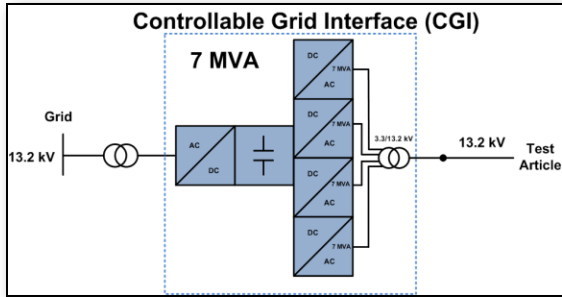 Controllable Grid Interface (CGI)
7 MVA
DC
7 MVA
AC
DC
7 MVA
AC
DC
7 MVA
AC
DC
7 MVA
AC
Grid
13.2 kV
AC
DC
3.3/13.2 kV
13.2 kV
Test
Article